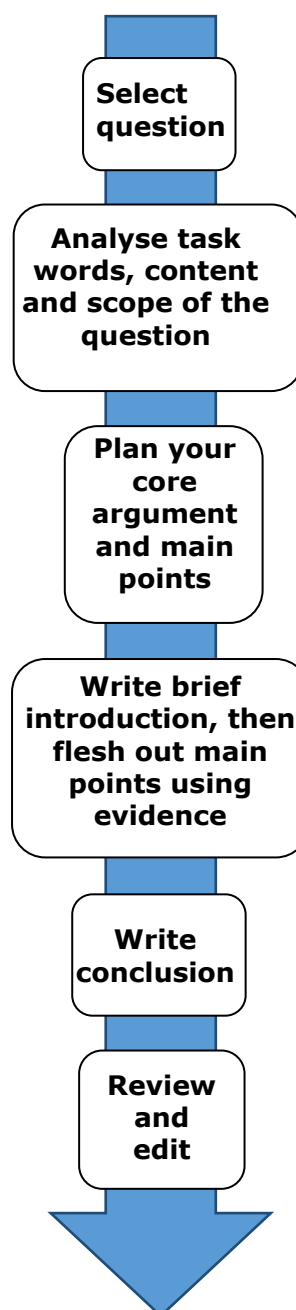 Select
question
Analyse task
words, content
and scope of the
question
Plan your
core
argument
and main
points
Write brief
introduction, then
flesh out main
points using
evidence
Write
conclusion
Review
and
edit